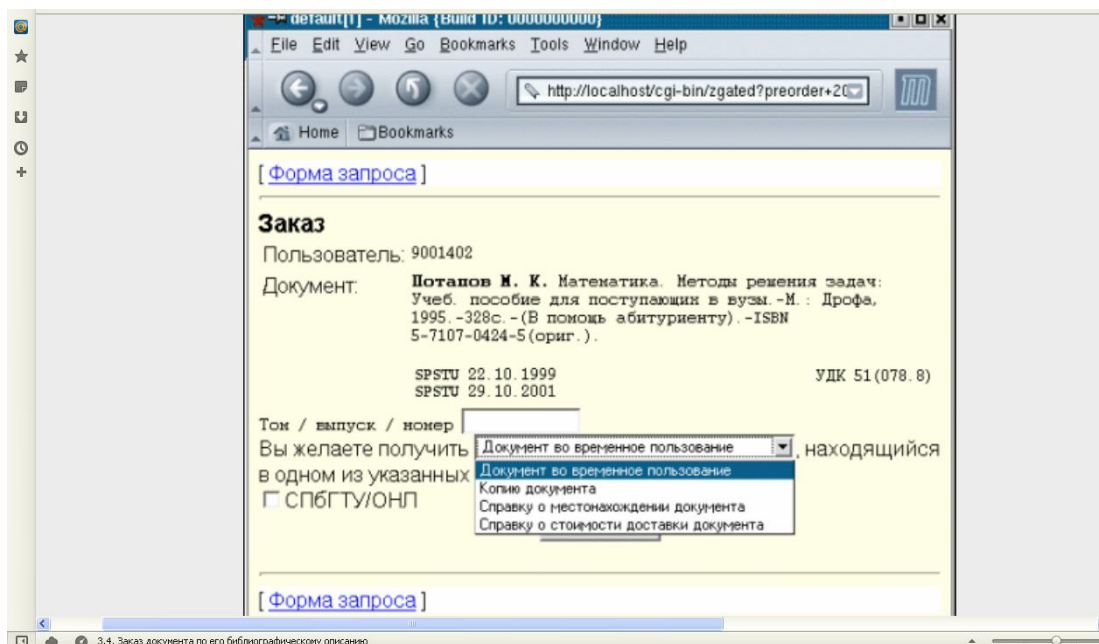 default[1] - Mozilla {Build ID: 0000000000}
File Edit View Go Bookmarks Tools Window Help
http://localhost/cgi-bin/zgated?preorder+20
Home Bookmarks
[ Форма запроса ]
Заказ
Пользователь: 9001402
Документ: Потапов М. К. Математика. Методы решения задач:
Учеб. пособие для поступающих в вузы.-М.: Дрофа,
1995.-328с.-(В помощь абитуриенту).-ISBN
5-7107-0424-5(ориг.).
SPSTU 22.10.1999 УДК 51(078.8)
SPSTU 29.10.2001
Том / выпуск / номер
Вы желаете получить Документ во временное пользование , находящийся
в одном из указанных
Документ во временное пользование
Копию документа
СПбГТУ/ОНЛ
Справку о местонахождении документа
Справку о стоимости доставки документа
[ Форма запроса ]
3.4. Заказ документа по его библиографическому описанию